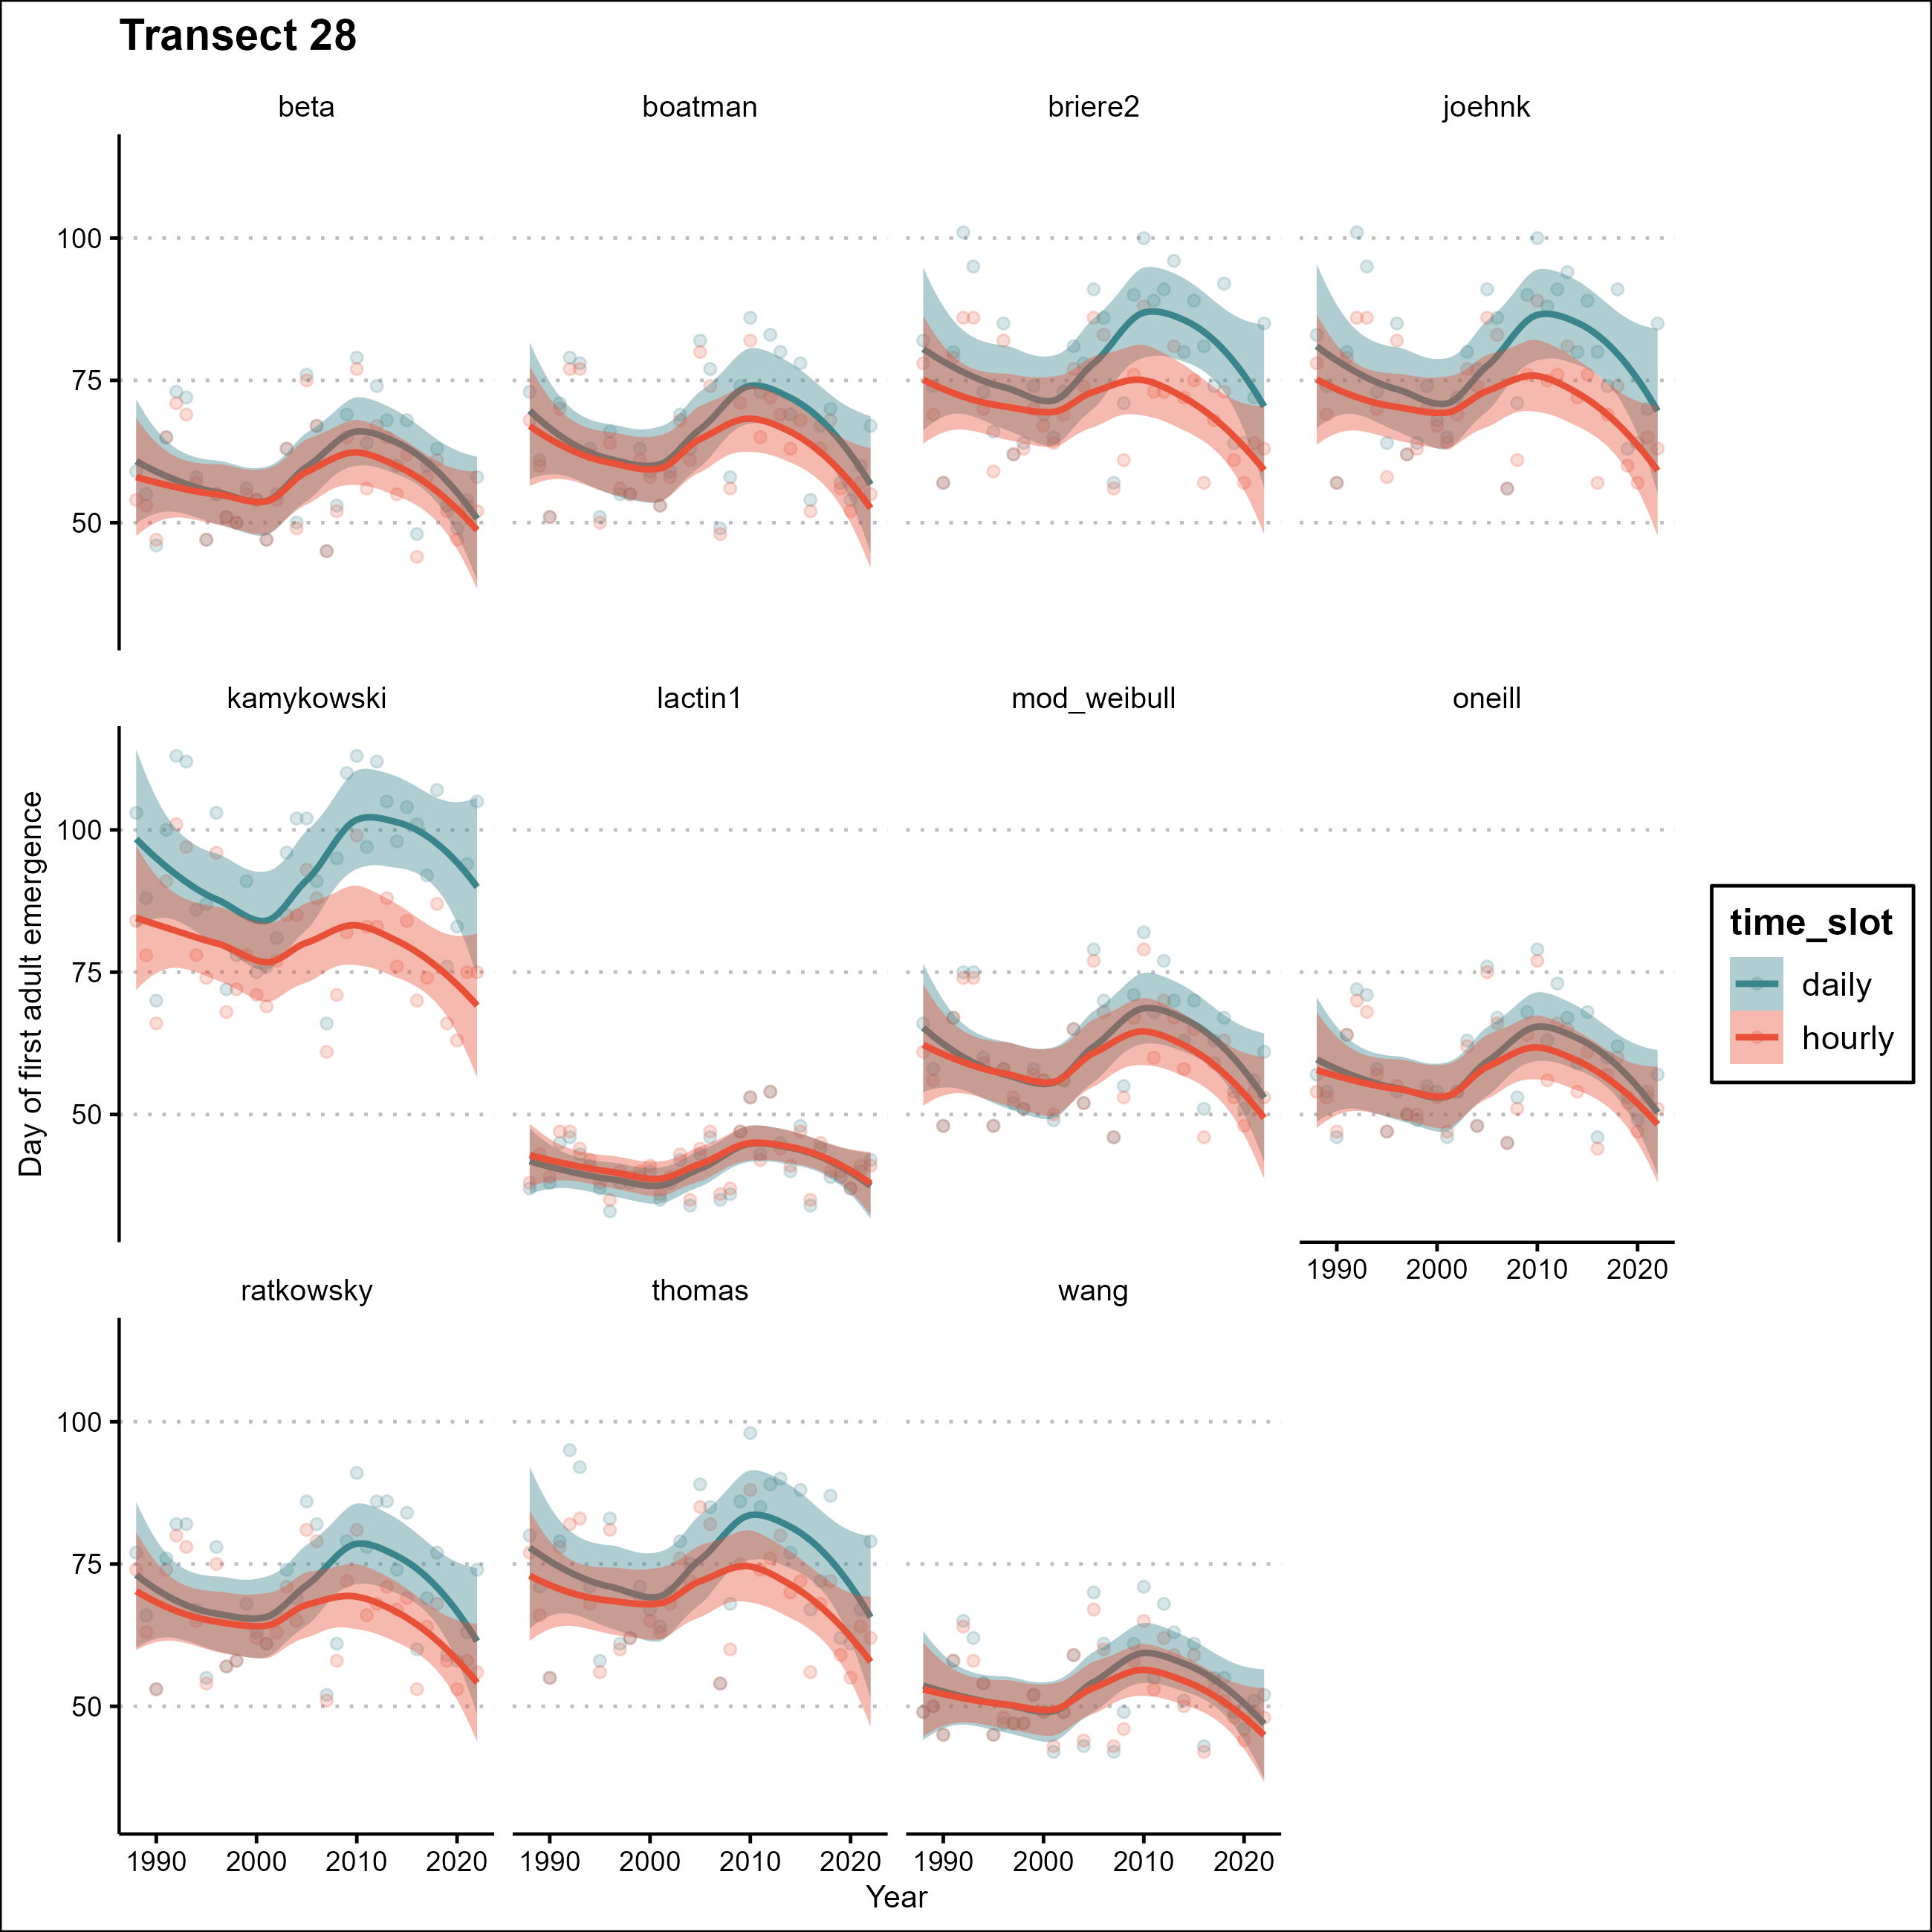 Transect 28
beta boatman briere2 joehnk
100
75
50
kamykowski lactin1 mod_weibull oneill
100
75
50
1990 2000 2010 2020
ratkowsky thomas wang
100
75
50
1990 2000 2010 2020 1990 2000 2010 2020 1990 2000 2010 2020
Year
Day of first adult emergence
time_slot
daily
hourly